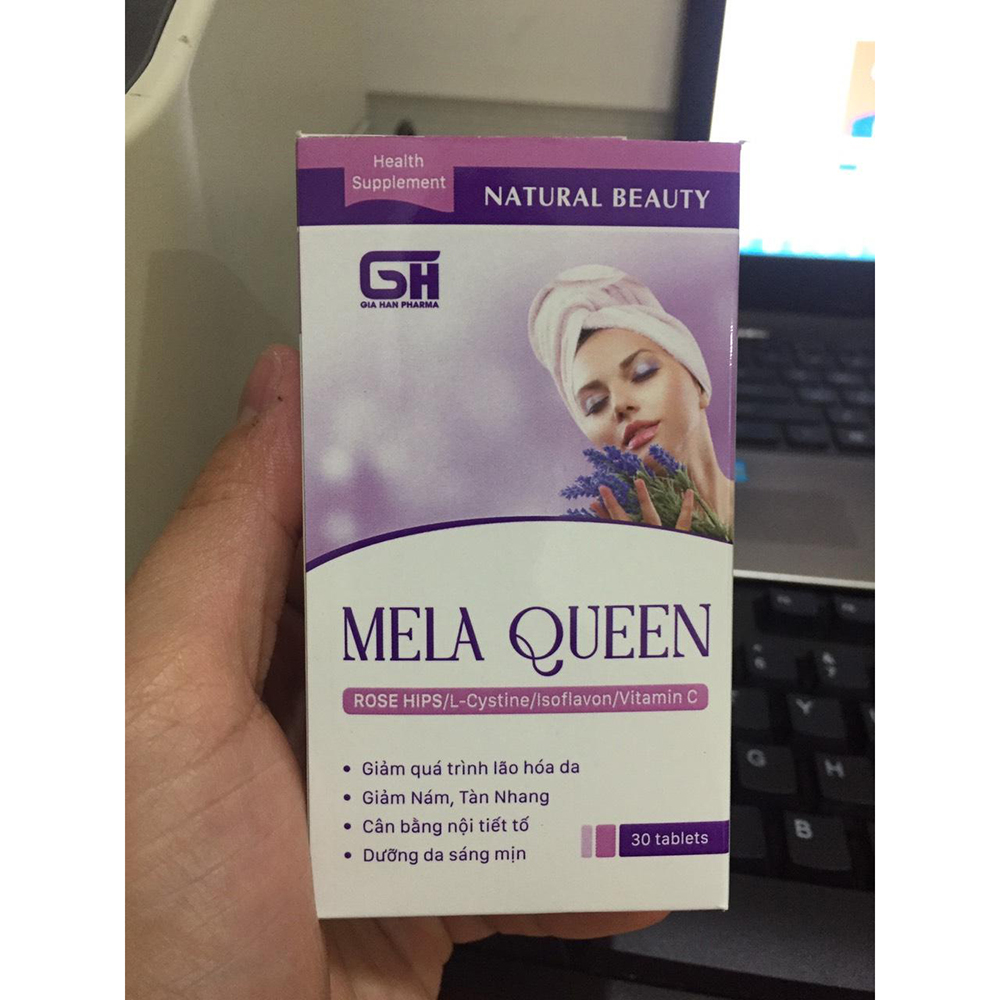 Health
Supplement
NATURAL BEAUTY
GH
GIA HAN PHARMA
MELA QUEEN
ROSE HIPS/L-Cystine/Isoflavon/Vitamin C
• Giảm quá trình lão hóa da
• Giảm Nám, Tàn Nhang
• Cân bằng nội tiết tố
• Dưỡng da sáng mịn
30 tablets
6
Y
G
H
B